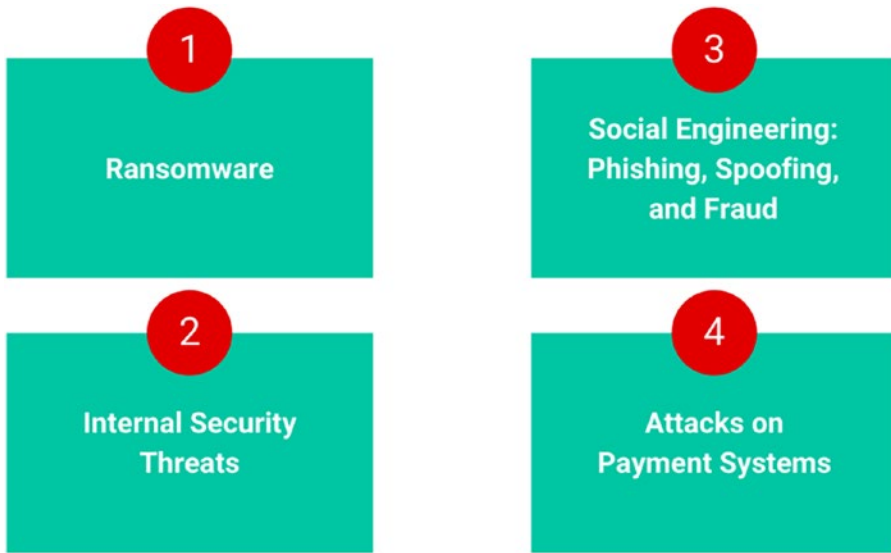 1
Ransomware
2
Internal Security
Threats
3
Social Engineering:
Phishing, Spoofing,
and Fraud
4
Attacks on
Payment Systems